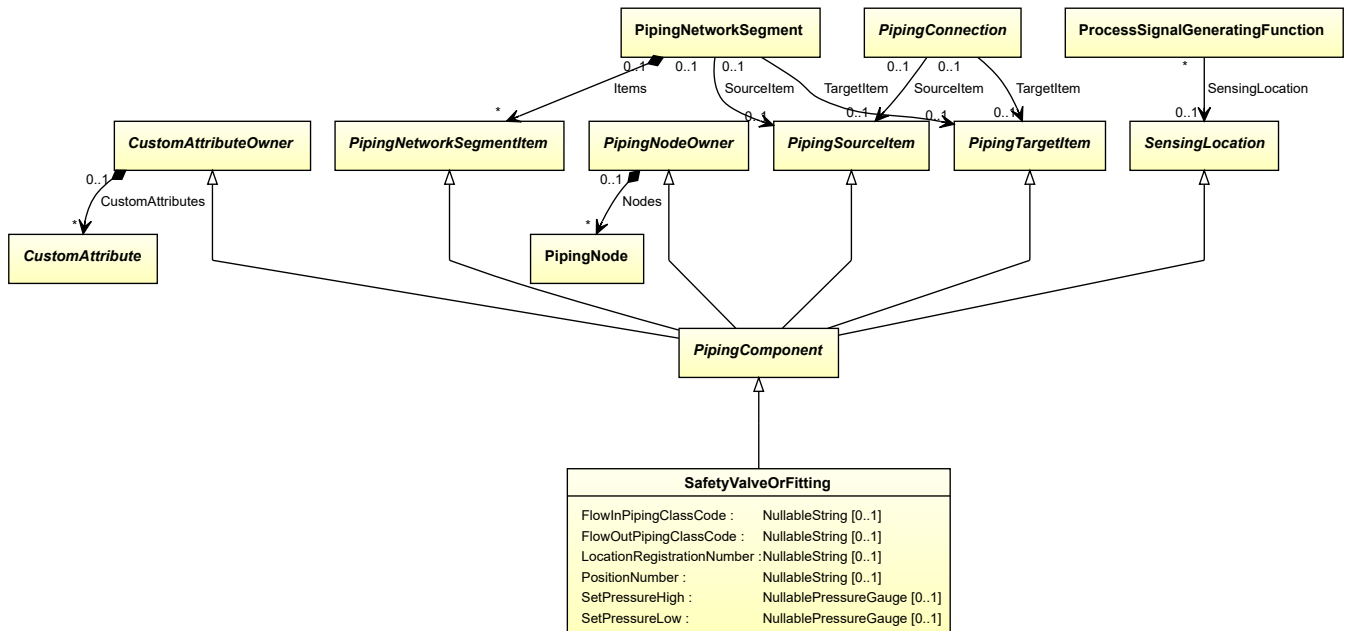 PipingNetworkSegment
PipingConnection
ProcessSignalGeneratingFunction
0..1
0..1
0..1
0..1
0..1
*
Items
SourceItem
TargetItem
SourceItem
TargetItem
SensingLocation
*
0..1
0..1
0..1
0..1
0..1
CustomAttributeOwner
PipingNetworkSegmentItem
PipingNodeOwner
PipingSourceItem
PipingTargetItem
SensingLocation
0..1
0..1
CustomAttributes
Nodes
*
*
CustomAttribute
PipingNode
PipingComponent
SafetyValveOrFitting
FlowInPipingClassCode : NullableString [0..1]
FlowOutPipingClassCode : NullableString [0..1]
LocationRegistrationNumber : NullableString [0..1]
PositionNumber : NullableString [0..1]
SetPressureHigh : NullablePressureGauge [0..1]
SetPressureLow : NullablePressureGauge [0..1]